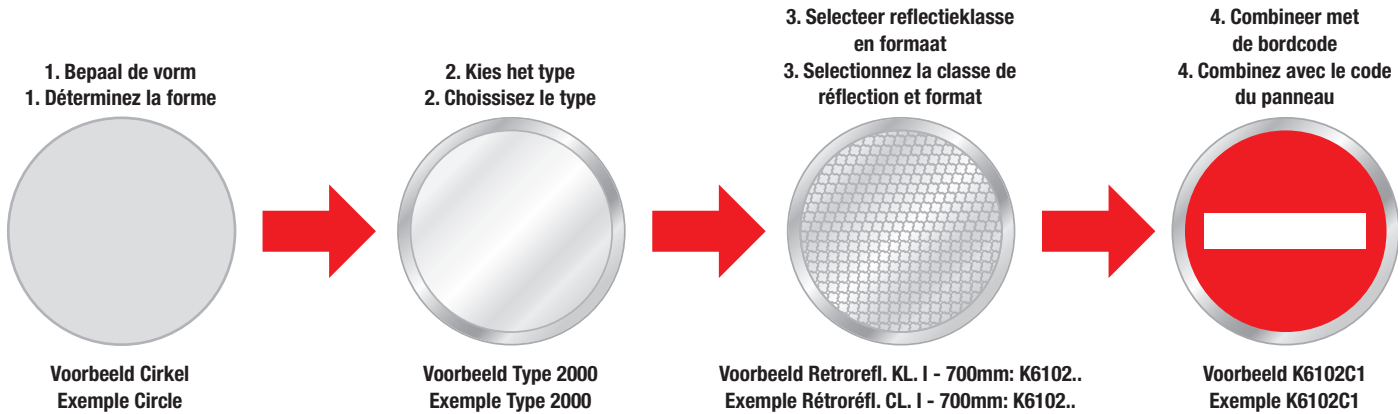 1. Bepaal de vorm
1. Déterminez la forme
2. Kies het type
2. Choissisez le type
3. Selecteer reflectieklasse
en formaat
3. Selectionnez la classe de
réflection et format
4. Combineer met
de bordcode
4. Combinez avec le code
du panneau
Voorbeeld Cirkel
Exemple Circle
Voorbeeld Type 2000
Exemple Type 2000
Voorbeeld Retrorefl. KL. I - 700mm: K6102..
Exemple Rétroréfl. CL. I - 700mm: K6102..
Voorbeeld K6102C1
Exemple K6102C1